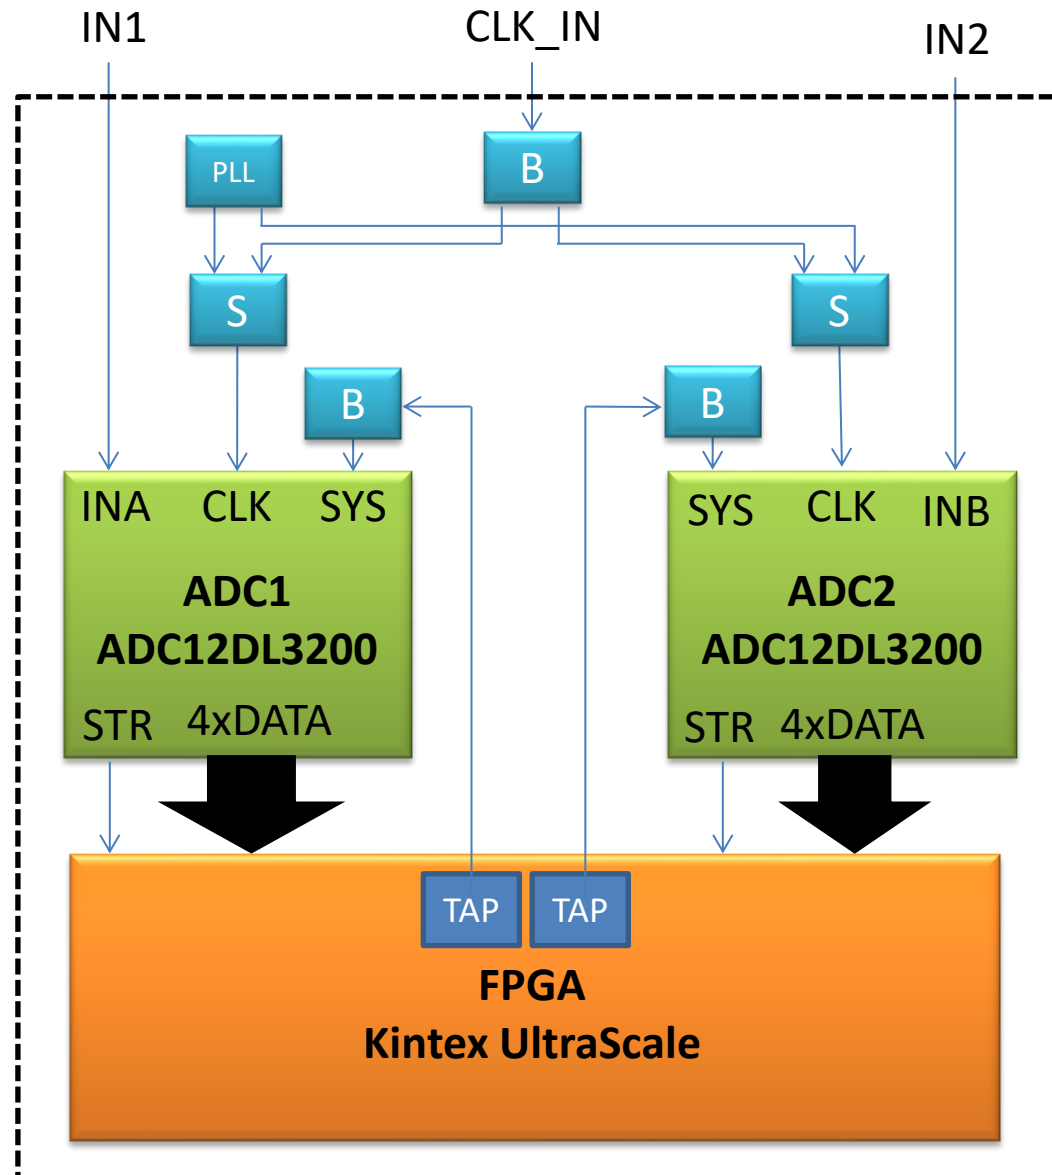 IN1
CLK_IN
IN2
PLL
B
S
S
B
B
INA CLK SYS
SYS CLK INB
ADC1
ADC12DL3200
ADC2
ADC12DL3200
STR 4xDATA
STR 4xDATA
TAP
TAP
FPGA
Kintex UltraScale